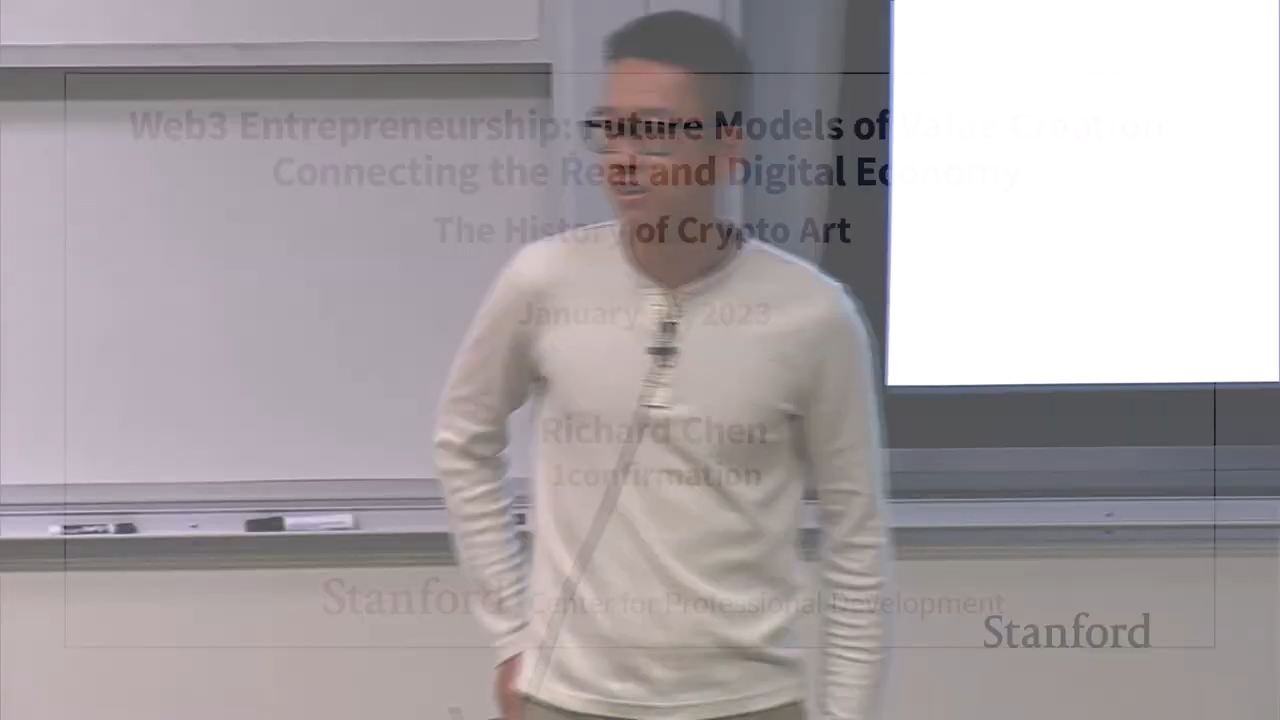 Web3 Entrepreneurship: Future Models of Value Creation
Connecting the Real and Digital Economy
The History of Crypto Art
January 2023
Richard Chen
1confirmation
Stanford Center for Professional Development
Stanford